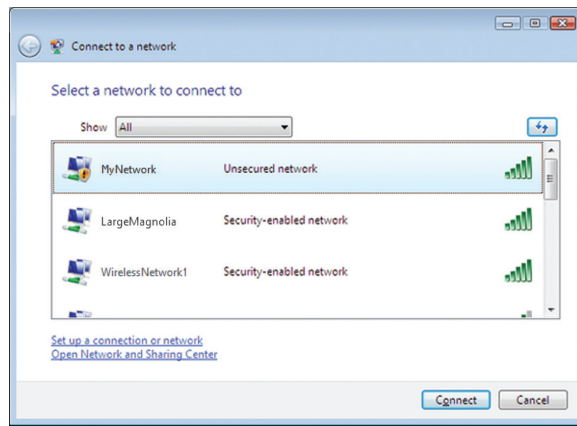 Connect to a network
Select a network to connect to
Show All
MyNetwork Unsecured network
LargeMagnolia Security-enabled network
WirelessNetwork1 Security-enabled network
Set up a connection or network
Open Network and Sharing Center
Connect Cancel